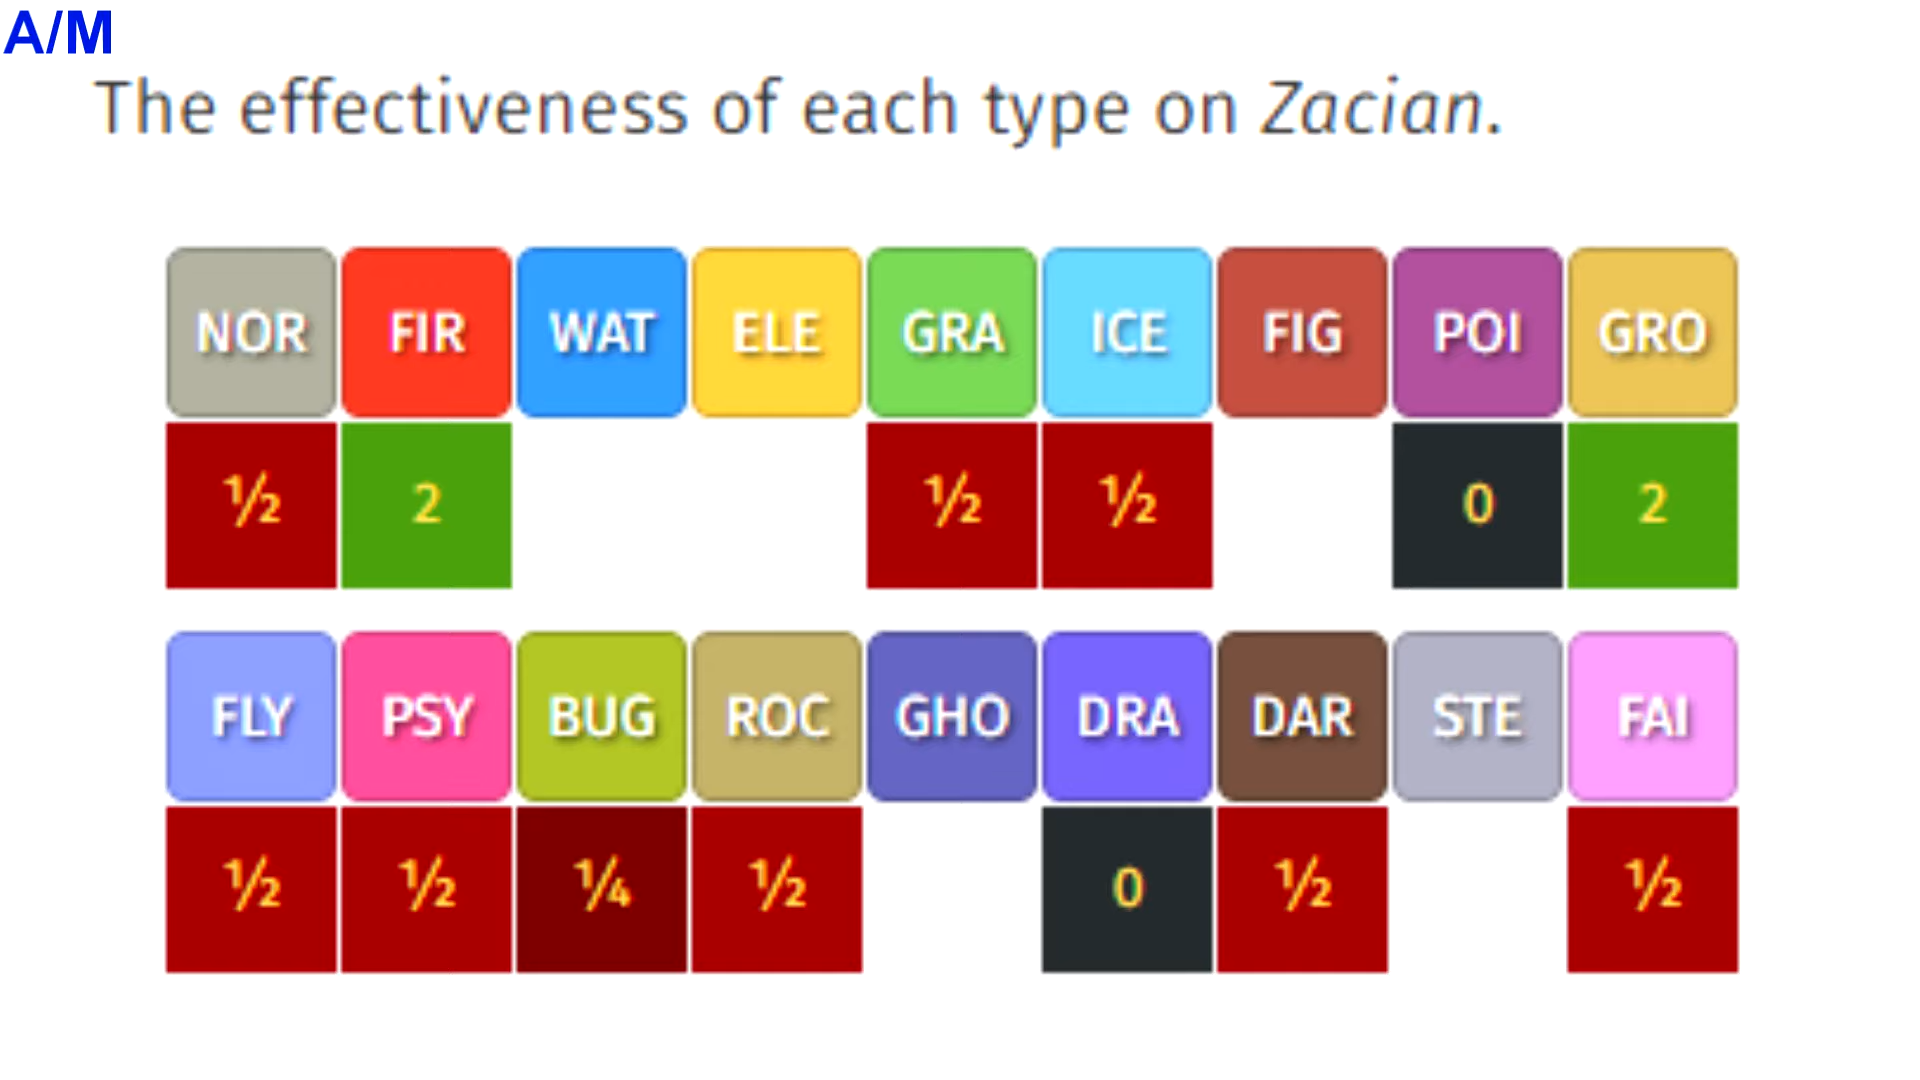 A/M
The effectiveness of each type on Zacian.
NOR FIR WAT ELE GRA ICE FIG POI GRO
½ 2 ½ ½ 0 2
FLY PSY BUG ROC GHO DRA DAR STE FAI
½ ½ ¼ ½ 0 ½ ½